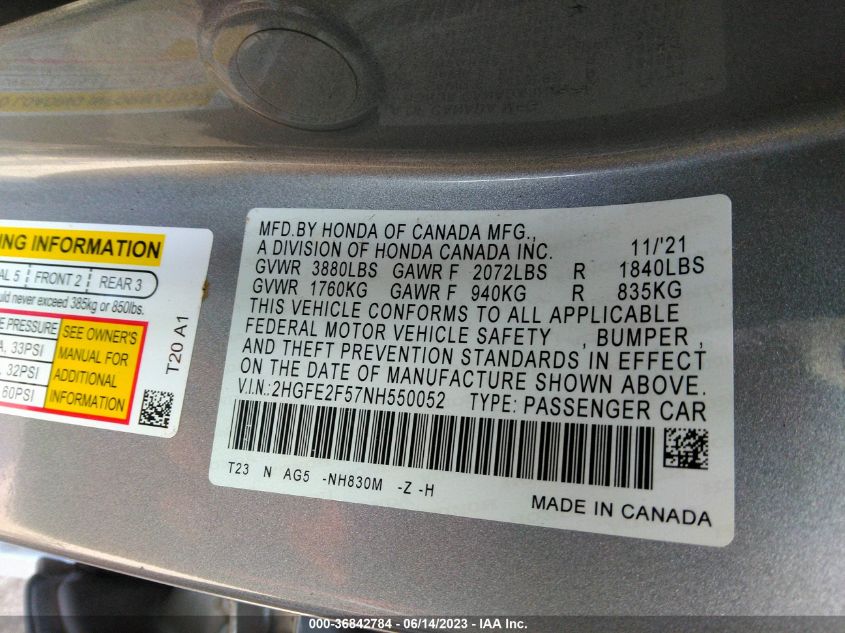 MFD.BY HONDA OF CANADA MFG.,
A DIVISION OF HONDA CANADA INC. 11/'21
GVWR 3880LBS GAWR F 2072LBS R 1840LBS
GVWR 1760KG GAWR F 940KG R 835KG
THIS VEHICLE CONFORMS TO ALL APPLICABLE
FEDERAL MOTOR VEHICLE SAFETY , BUMPER ,
AND THEFT PREVENTION STANDARDS IN EFFECT
ON THE DATE OF MANUFACTURE SHOWN ABOVE.
V.I.N.:2HGFE2F57NH550052 TYPE: PASSENGER CAR
T23 N AG5 -NH830M -Z -H
MADE IN CANADA
INFORMATION
5 FRONT 2 REAR 3
never exceed 385kg or 850lbs.
PRESSURE
33PSI
32PSI
60PSI
SEE OWNER'S
MANUAL FOR
ADDITIONAL
INFORMATION
T20 A1
000-36842784 - 06/14/2023 - IAA Inc.